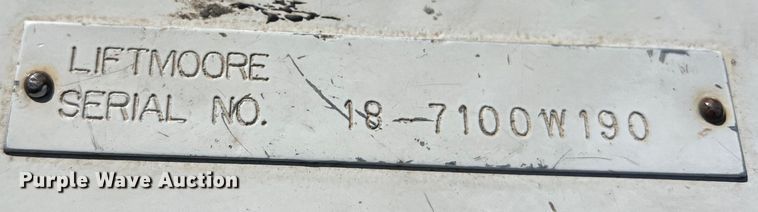 LIFTMOORE
SERIAL NO. 18-7100W190
Purple Wave Auction